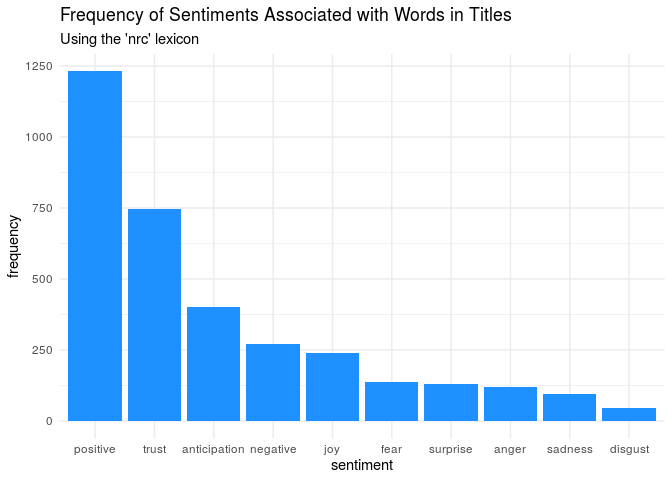 Frequency of Sentiments Associated with Words in Titles
Using the 'nrc' lexicon
frequency
1250
1000
750
500
250
0
positive trust anticipation negative joy fear surprise anger sadness disgust
sentiment